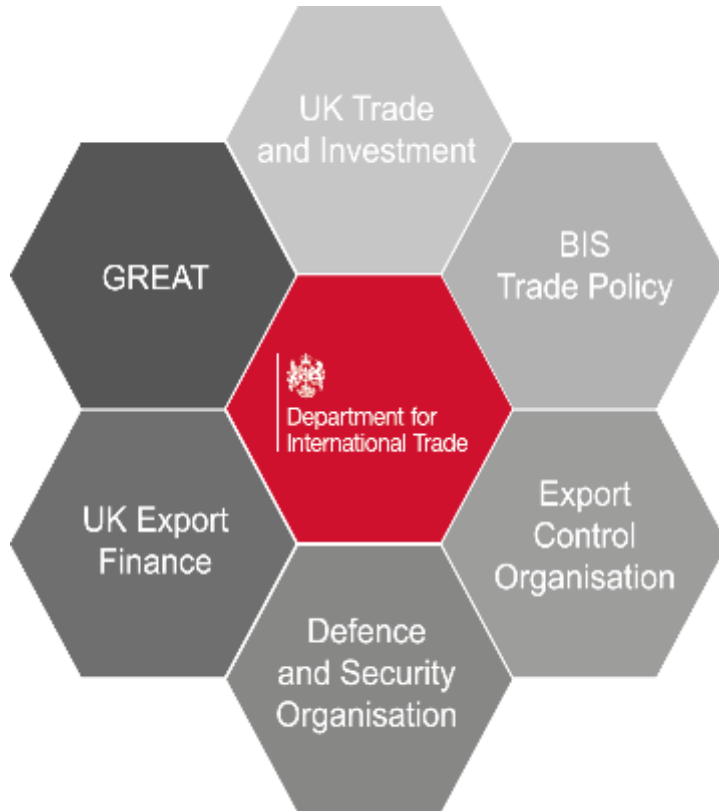 UK Trade
and Investment
BIS
Trade Policy
GREAT
Department for
International Trade
Export
Control
Organisation
UK Export
Finance
Defence
and Security
Organisation